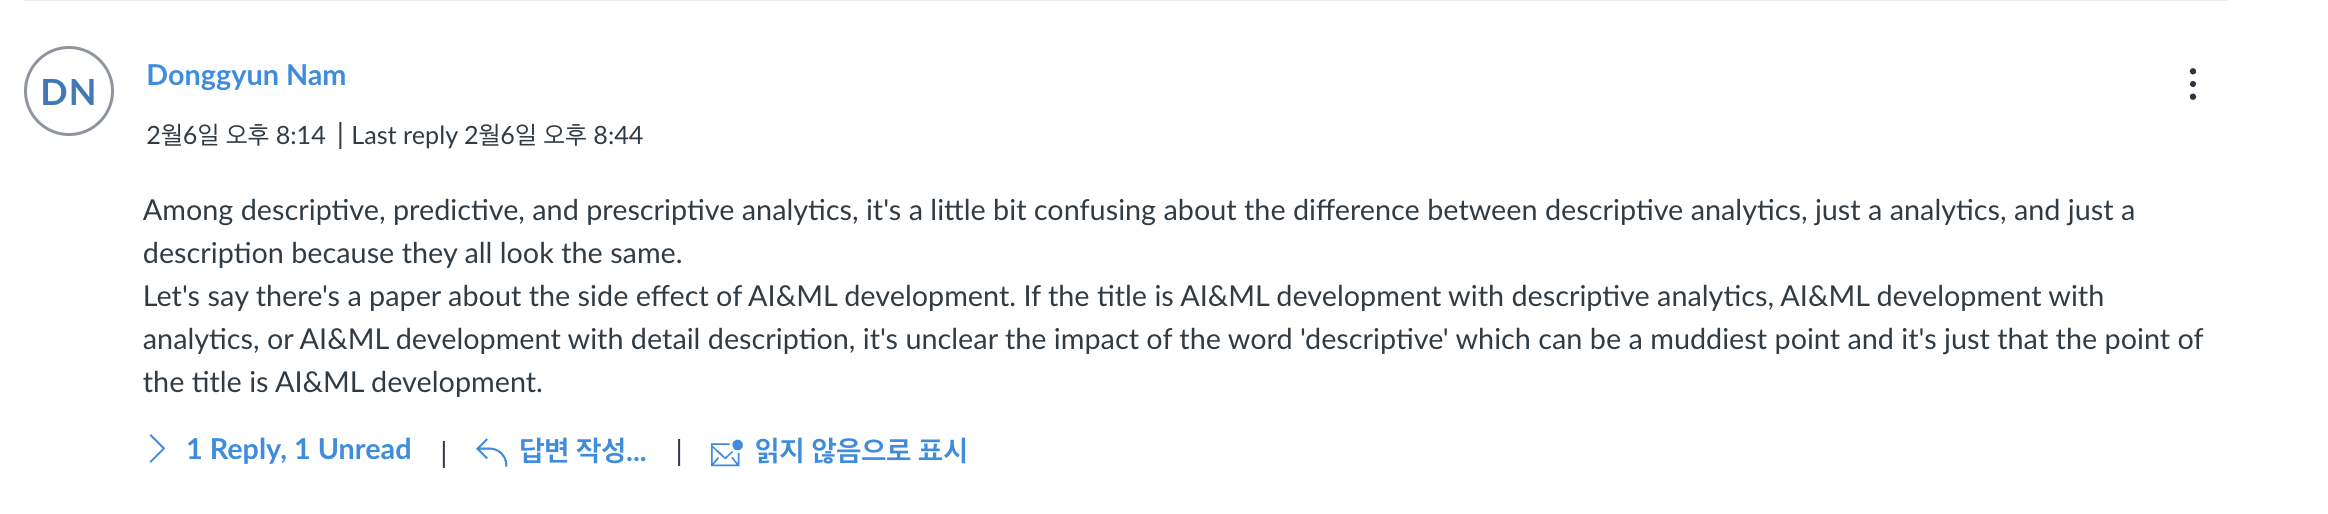 DN
Donggyun Nam
2월6일 오후 8:14 | Last reply 2월6일 오후 8:44
Among descriptive, predictive, and prescriptive analytics, it's a little bit confusing about the difference between descriptive analytics, just a analytics, and just a
description because they all look the same.
Let's say there's a paper about the side effect of AI&ML development. If the title is AI&ML development with descriptive analytics, AI&ML development with
analytics, or AI&ML development with detail description, it's unclear the impact of the word 'descriptive' which can be a muddiest point and it's just that the point of
the title is AI&ML development.
1 Reply, 1 Unread | 답변 작성... | 읽지 않음으로 표시